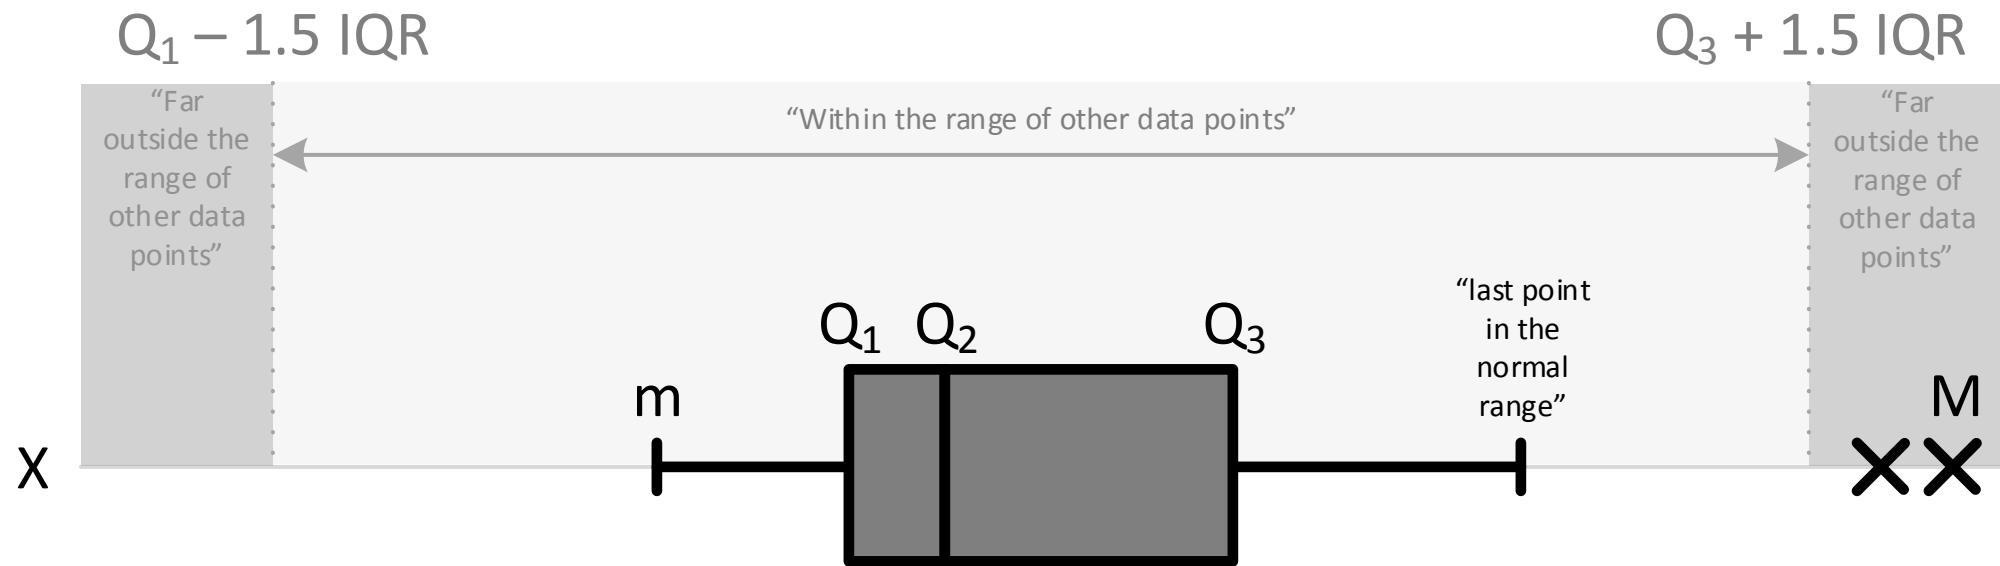 Q₁ – 1.5 IQR
Q₃ + 1.5 IQR
“Far
outside the
range of
other data
points”
“Within the range of other data points”
“Far
outside the
range of
other data
points”
“last point
in the
normal
range”
Q₁
Q₂
Q₃
m
M
X